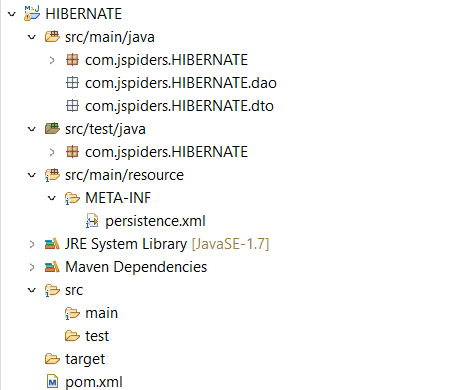 HIBERNATE
src/main/java
com.jspiders.HIBERNATE
com.jspiders.HIBERNATE.dao
com.jspiders.HIBERNATE.dto
src/test/java
com.jspiders.HIBERNATE
src/main/resource
META-INF
persistence.xml
JRE System Library [JavaSE-1.7]
Maven Dependencies
src
main
test
target
pom.xml